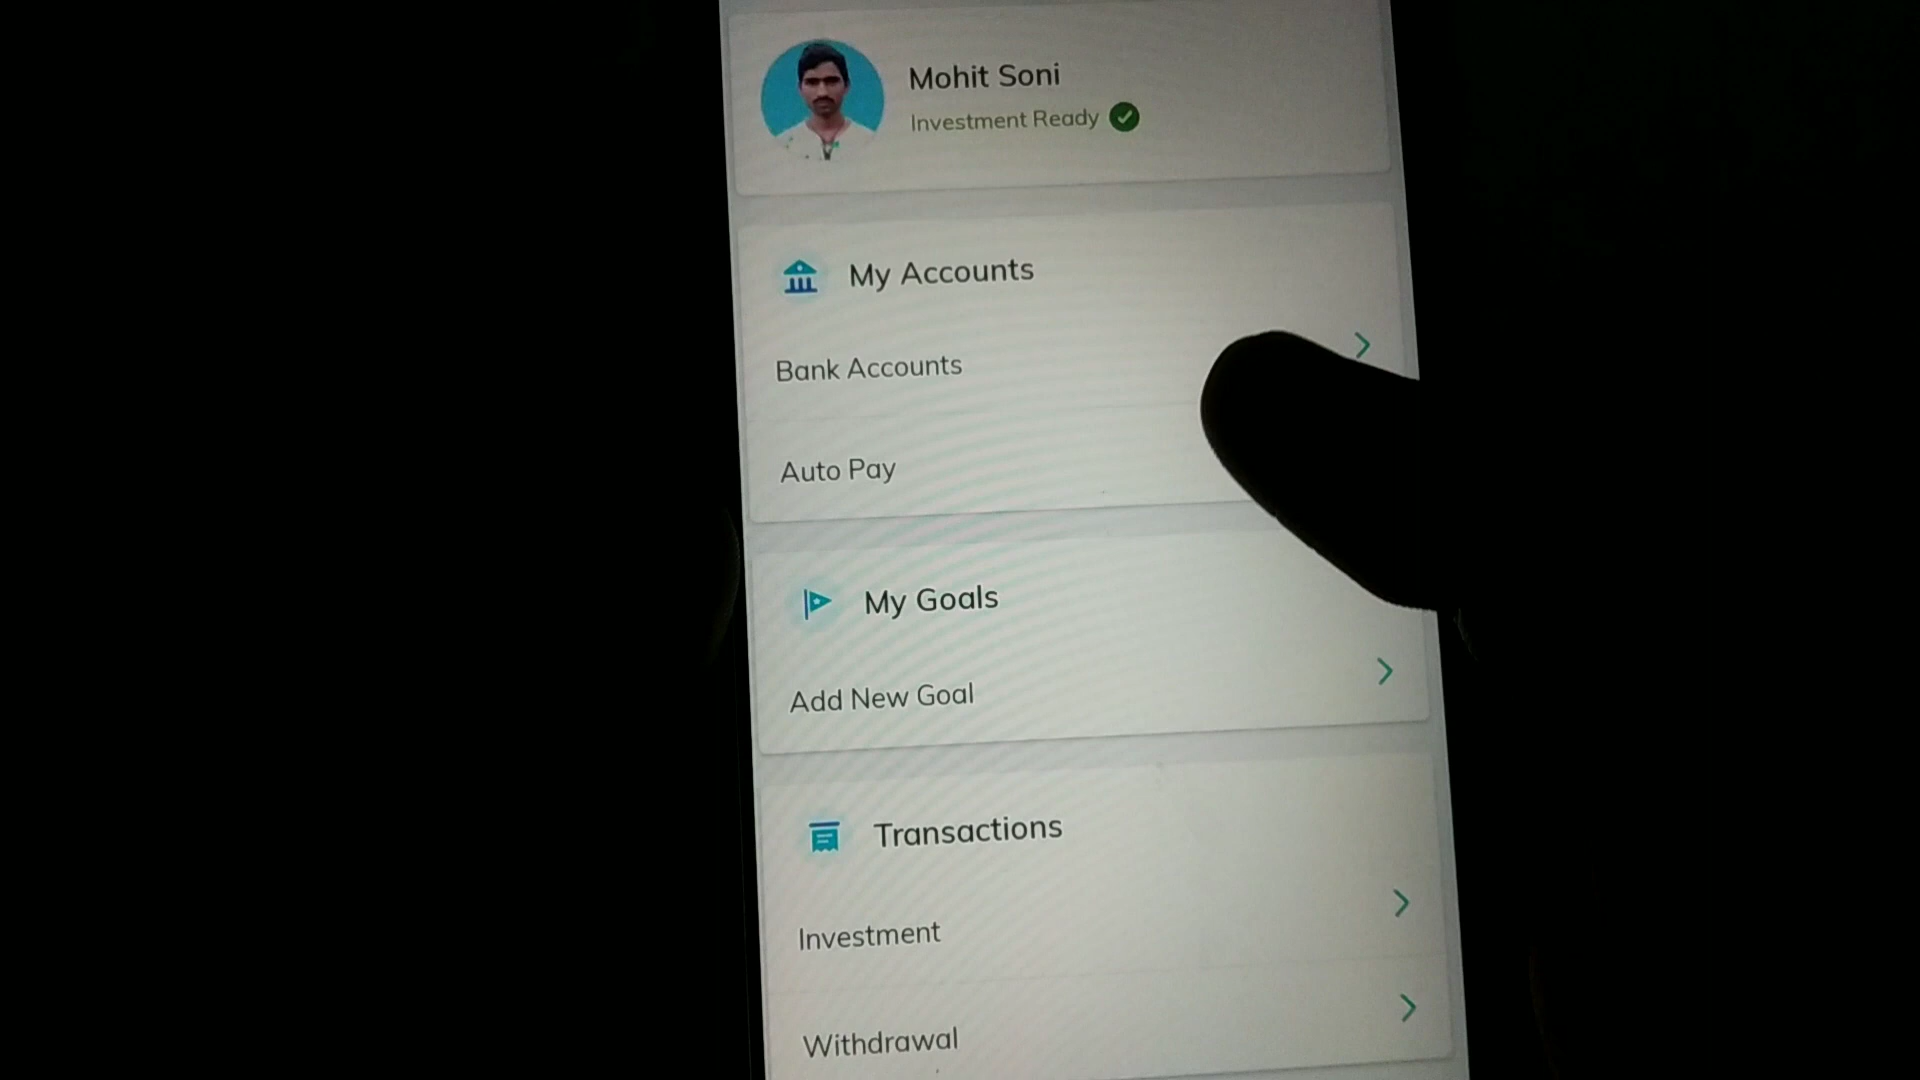 Mohit Soni
Investment Ready
My Accounts
Bank Accounts
Auto Pay
My Goals
Add New Goal
Transactions
Investment
Withdrawal